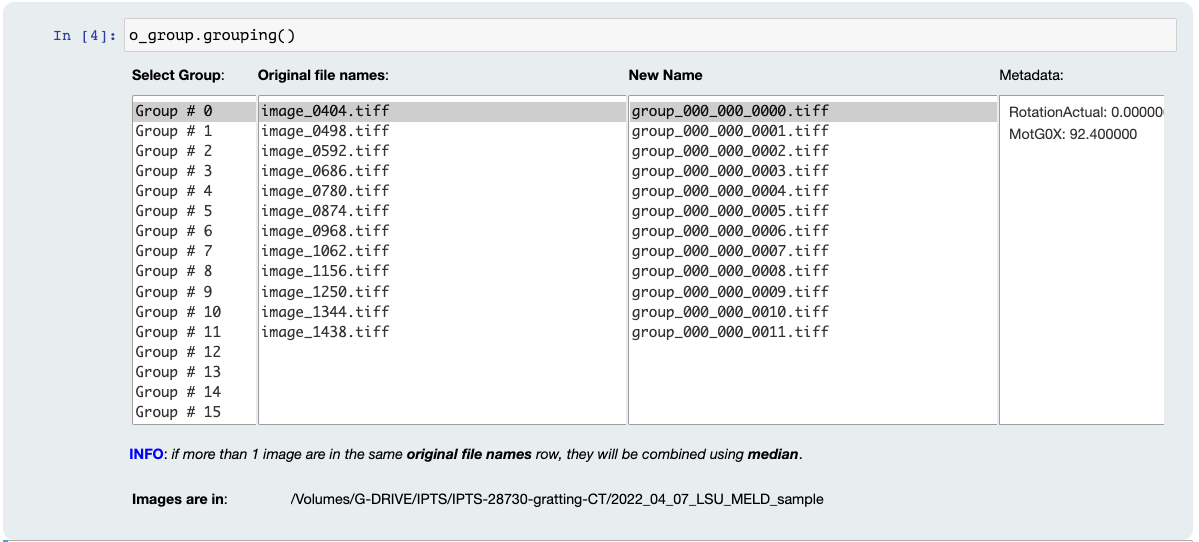 In [4]: o_group.grouping()
Select Group: Original file names: New Name Metadata:
Group # 0 image_0404.tiff group_000_000_0000.tiff RotationActual: 0.00000
Group # 1 image_0498.tiff group_000_000_0001.tiff MotG0X: 92.400000
Group # 2 image_0592.tiff group_000_000_0002.tiff
Group # 3 image_0686.tiff group_000_000_0003.tiff
Group # 4 image_0780.tiff group_000_000_0004.tiff
Group # 5 image_0874.tiff group_000_000_0005.tiff
Group # 6 image_0968.tiff group_000_000_0006.tiff
Group # 7 image_1062.tiff group_000_000_0007.tiff
Group # 8 image_1156.tiff group_000_000_0008.tiff
Group # 9 image_1250.tiff group_000_000_0009.tiff
Group # 10 image_1344.tiff group_000_000_0010.tiff
Group # 11 image_1438.tiff group_000_000_0011.tiff
Group # 12
Group # 13
Group # 14
Group # 15
INFO: if more than 1 image are in the same original file names row, they will be combined using median.
Images are in: /Volumes/G-DRIVE/IPTS/IPTS-28730-gratting-CT/2022_04_07_LSU_MELD_sample